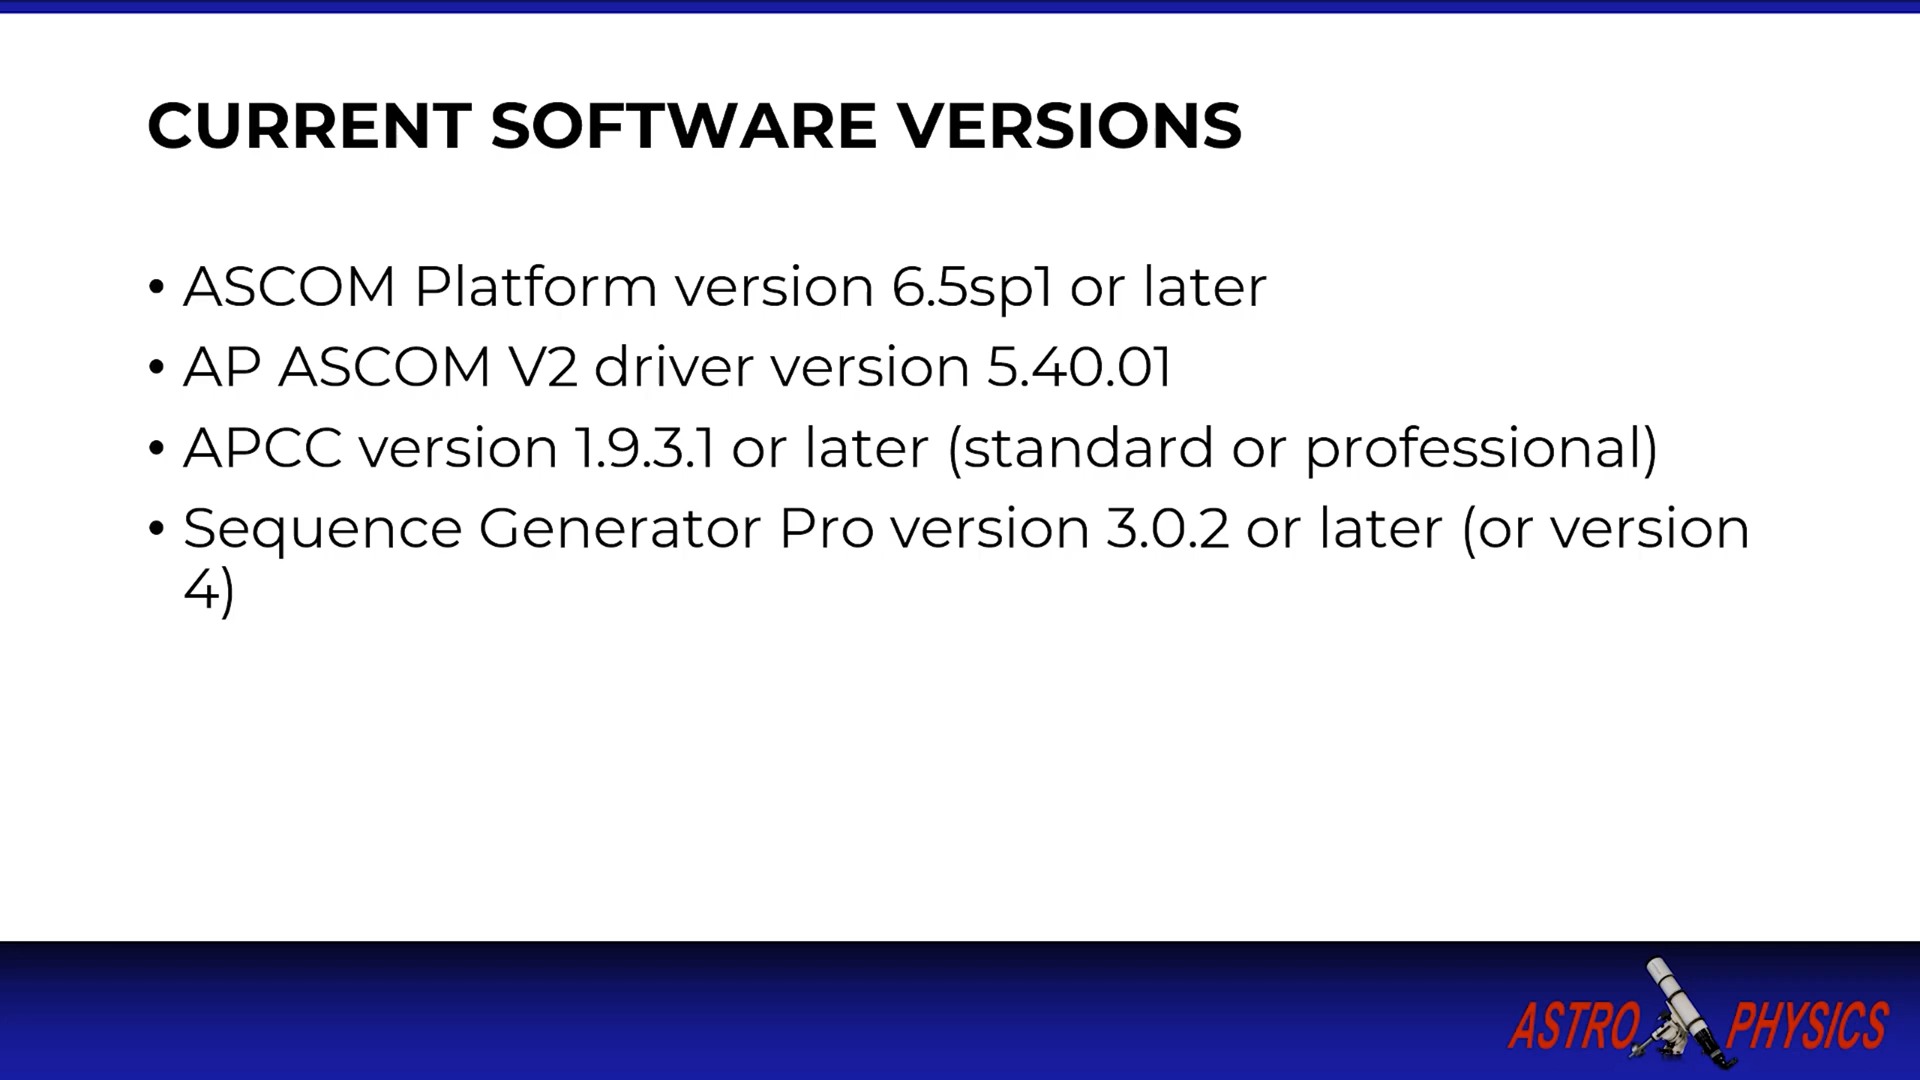 CURRENT SOFTWARE VERSIONS
• ASCOM Platform version 6.5sp1 or later
• AP ASCOM V2 driver version 5.40.01
• APCC version 1.9.3.1 or later (standard or professional)
• Sequence Generator Pro version 3.0.2 or later (or version
4)
ASTRO PHYSICS